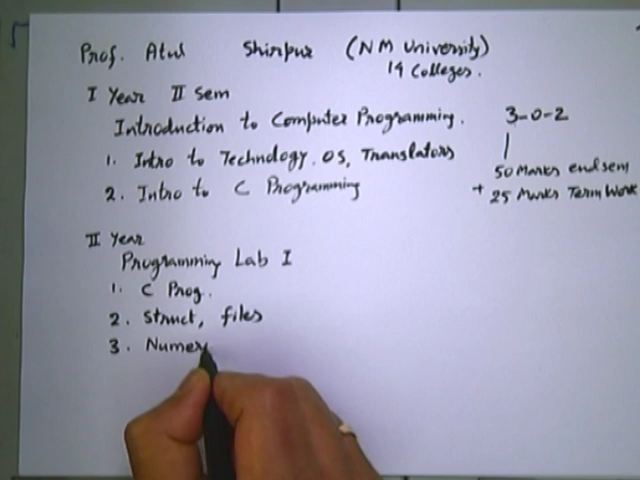 Prof. Atul Shirpur (NM University)
14 Colleges.
I Year II Sem
Introduction to Computer Programming. 3-0-2
1. Intro to Technology, OS, Translators
50 Marks endsem
2. Intro to C Programming
+ 25 Marks Term Work
II Year
Programming Lab I
1. C Prog.
2. Struct, files
3. Numer